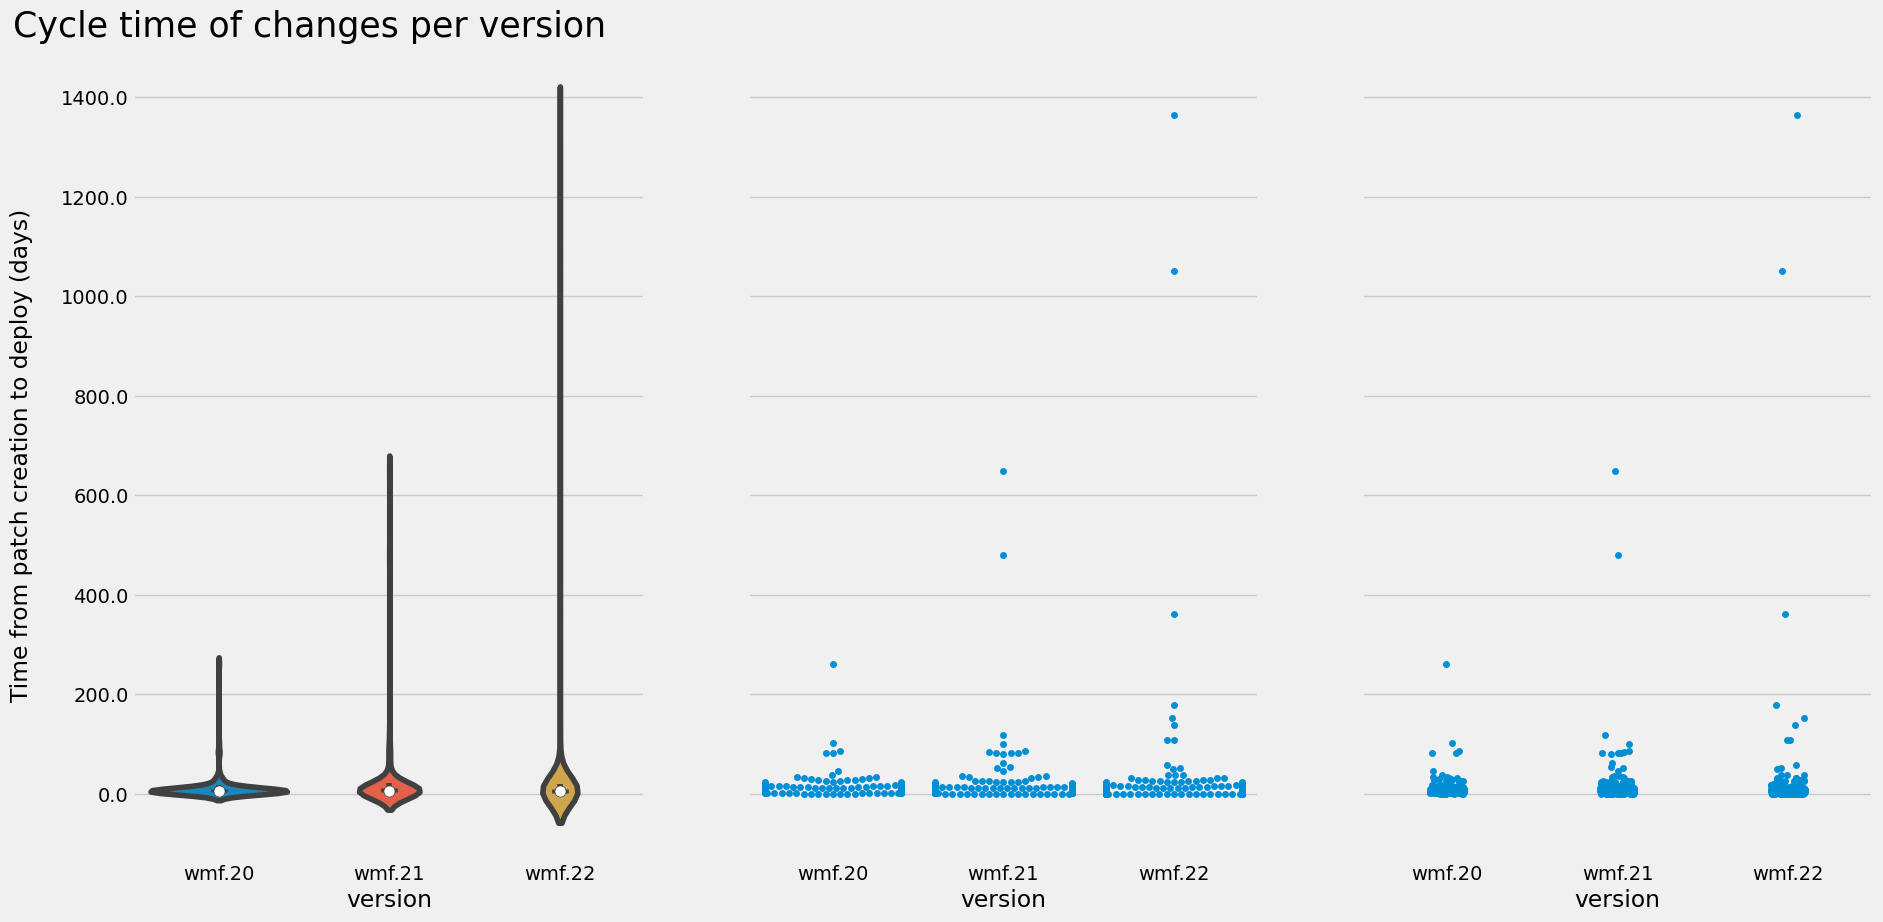 Cycle time of changes per version
Time from patch creation to deploy (days)
1400.0
1200.0
1000.0
800.0
600.0
400.0
200.0
0.0
wmf.20 wmf.21 wmf.22
version
wmf.20 wmf.21 wmf.22
version
wmf.20 wmf.21 wmf.22
version